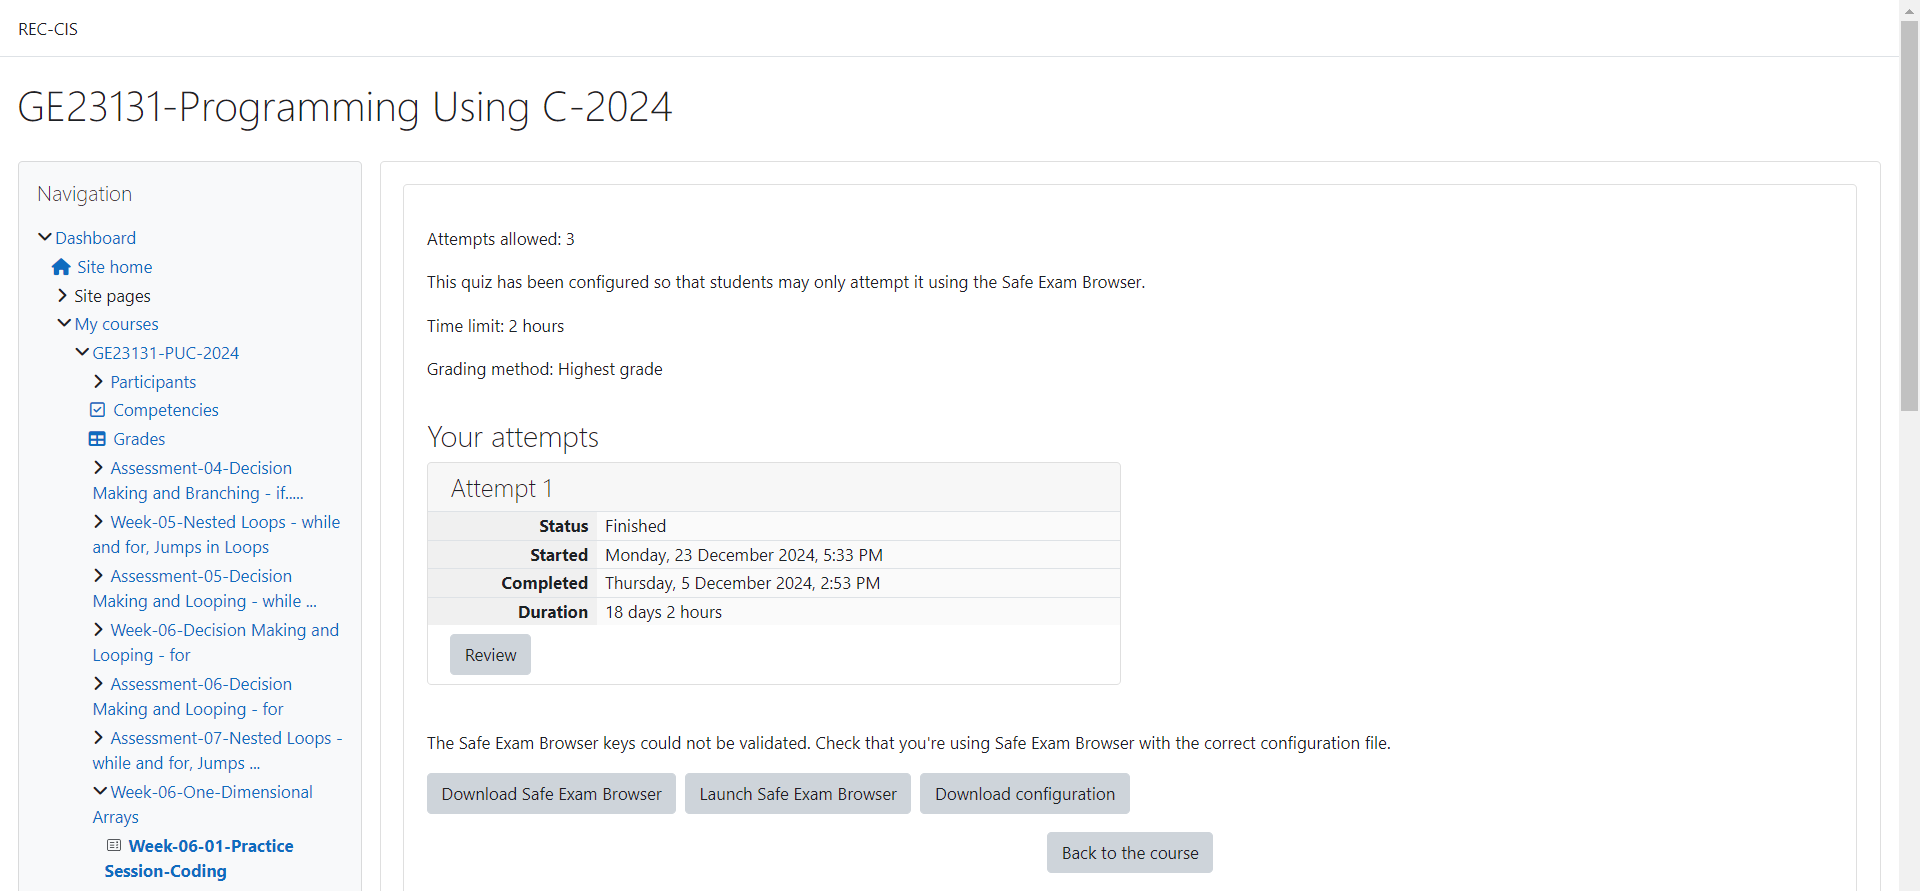 REC-CIS
GE23131-Programming Using C-2024
Navigation
Dashboard
Site home
Site pages
My courses
GE23131-PUC-2024
Participants
Competencies
Grades
Assessment-04-Decision
Making and Branching - if.....
Week-05-Nested Loops - while
and for, Jumps in Loops
Assessment-05-Decision
Making and Looping - while ...
Week-06-Decision Making and
Looping - for
Assessment-06-Decision
Making and Looping - for
Assessment-07-Nested Loops -
while and for, Jumps ...
Week-06-One-Dimensional
Arrays
Week-06-01-Practice
Session-Coding
Attempts allowed: 3
This quiz has been configured so that students may only attempt it using the Safe Exam Browser.
Time limit: 2 hours
Grading method: Highest grade
Your attempts
Attempt 1
Status Finished
Started Monday, 23 December 2024, 5:33 PM
Completed Thursday, 5 December 2024, 2:53 PM
Duration 18 days 2 hours
Review
The Safe Exam Browser keys could not be validated. Check that you're using Safe Exam Browser with the correct configuration file.
Download Safe Exam Browser Launch Safe Exam Browser Download configuration
Back to the course